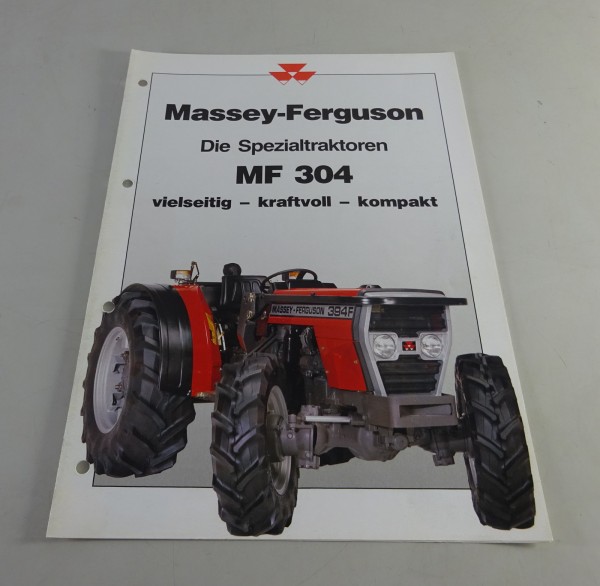 Massey-Ferguson
Die Spezialtraktoren
MF 304
vielseitig – kraftvoll – kompakt
MASSEY-FERGUSON 394F